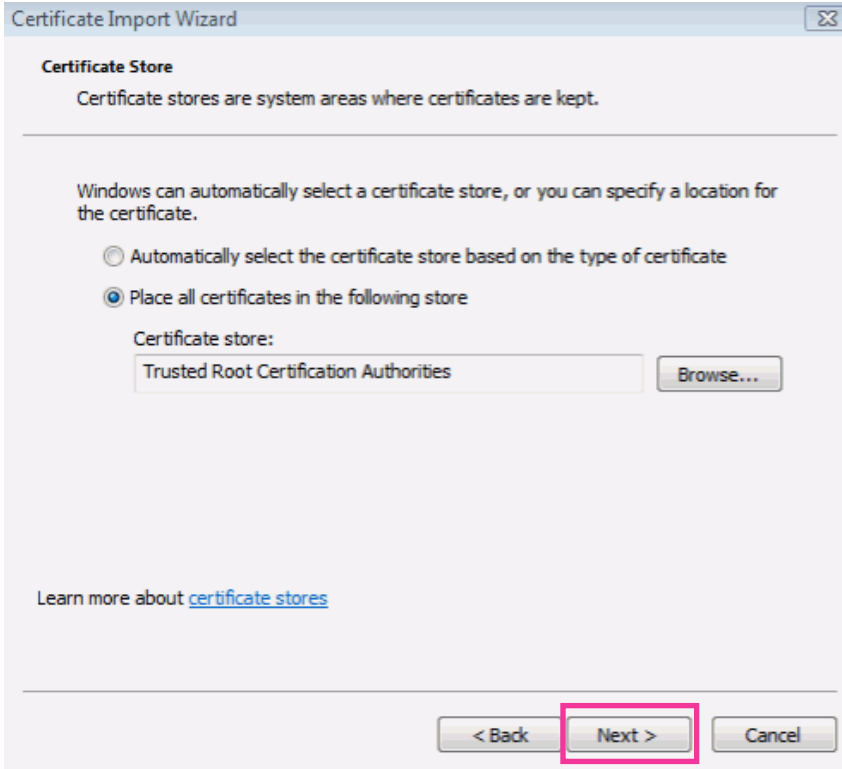 Certificate Import Wizard
Certificate Store
Certificate stores are system areas where certificates are kept.
Windows can automatically select a certificate store, or you can specify a location for
the certificate.
Automatically select the certificate store based on the type of certificate
Place all certificates in the following store
Certificate store:
Trusted Root Certification Authorities
Browse...
Learn more about certificate stores
< Back
Next >
Cancel